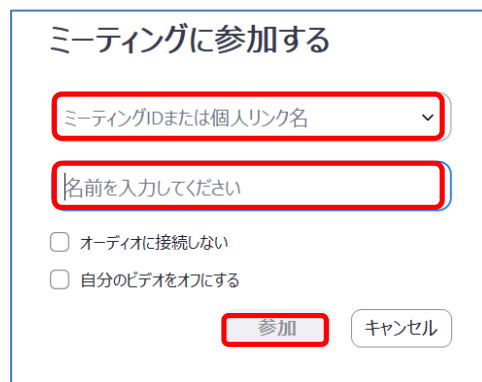 ミーティングに参加する
ミーティングIDまたは個人リンク名
名前を入力してください
オーディオに接続しない
自分のビデオをオフにする
参加
キャンセル